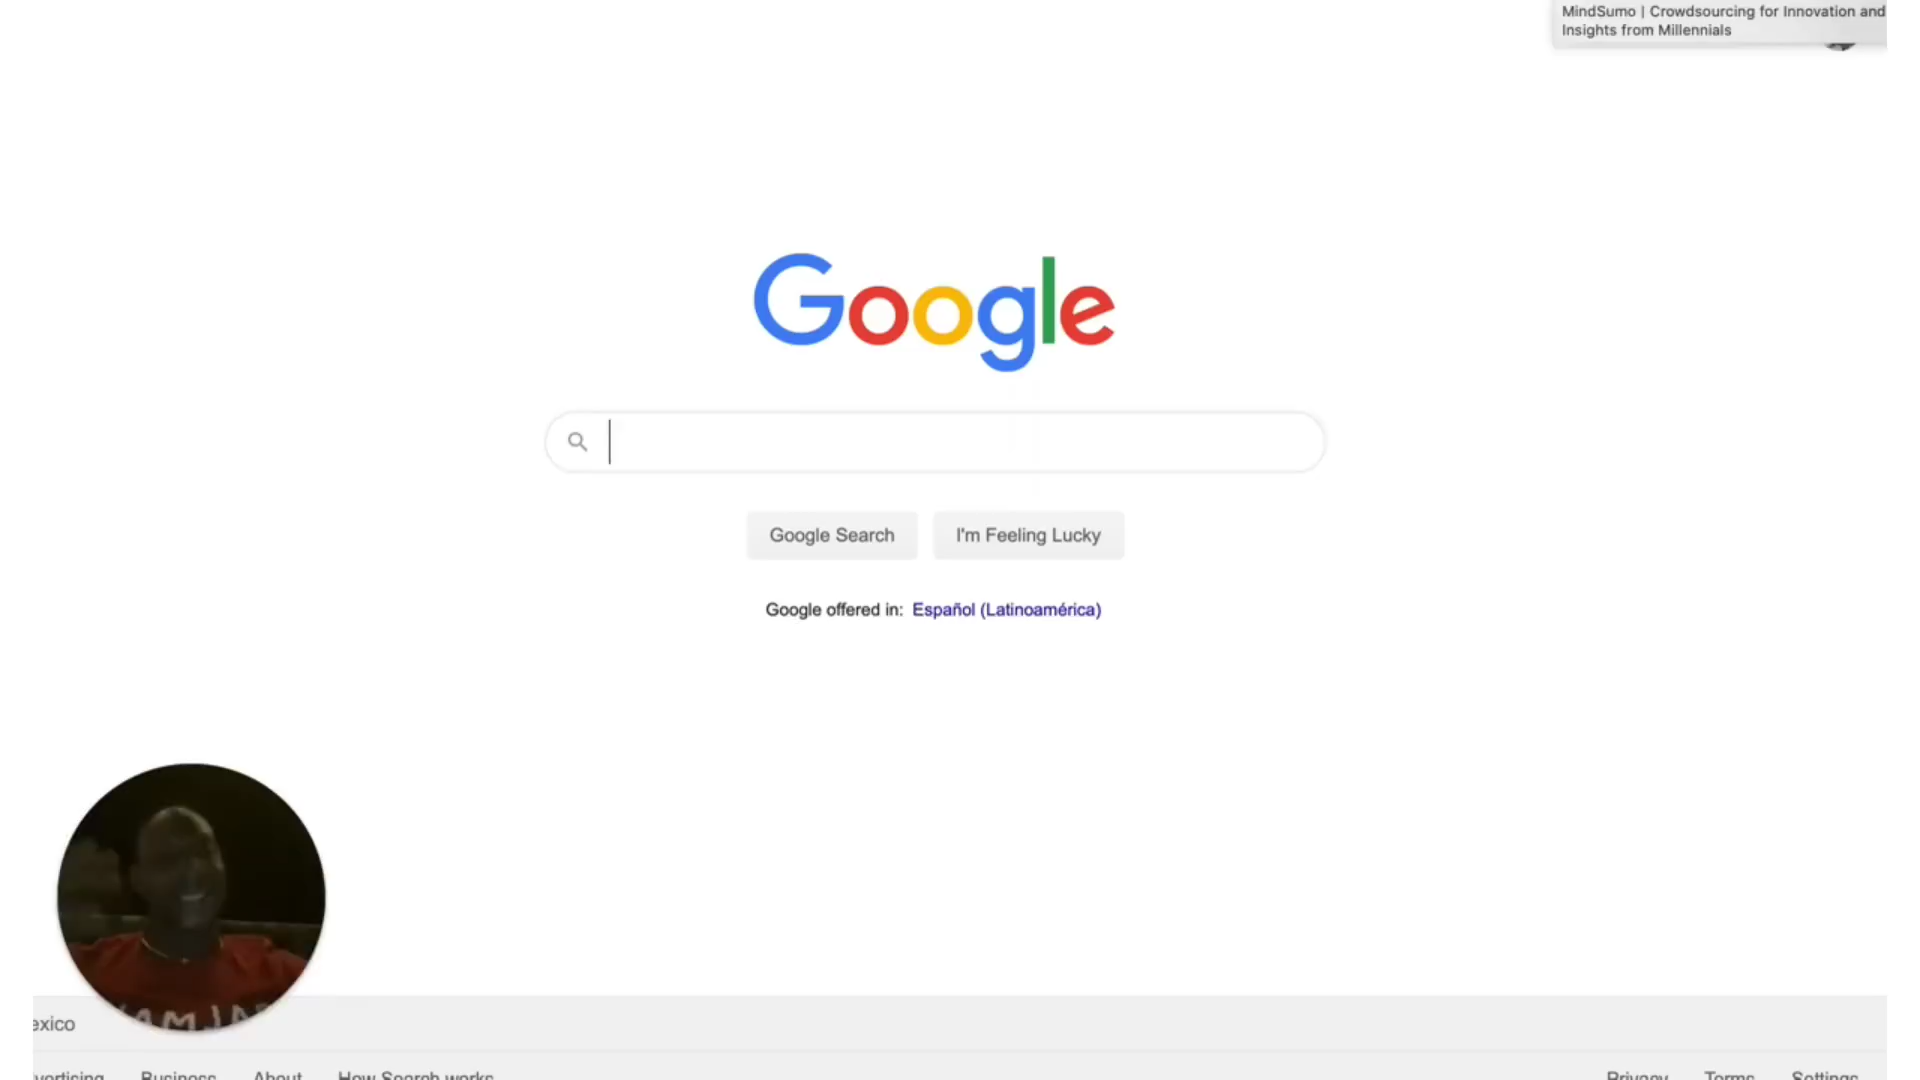 MindSumo | Crowdsourcing for Innovation and
Insights from Millennials
Google
Google Search
I'm Feeling Lucky
Google offered in: Español (Latinoamérica)
exico
vertising
Business
About
How Search works
Privacy
Terms
Settings